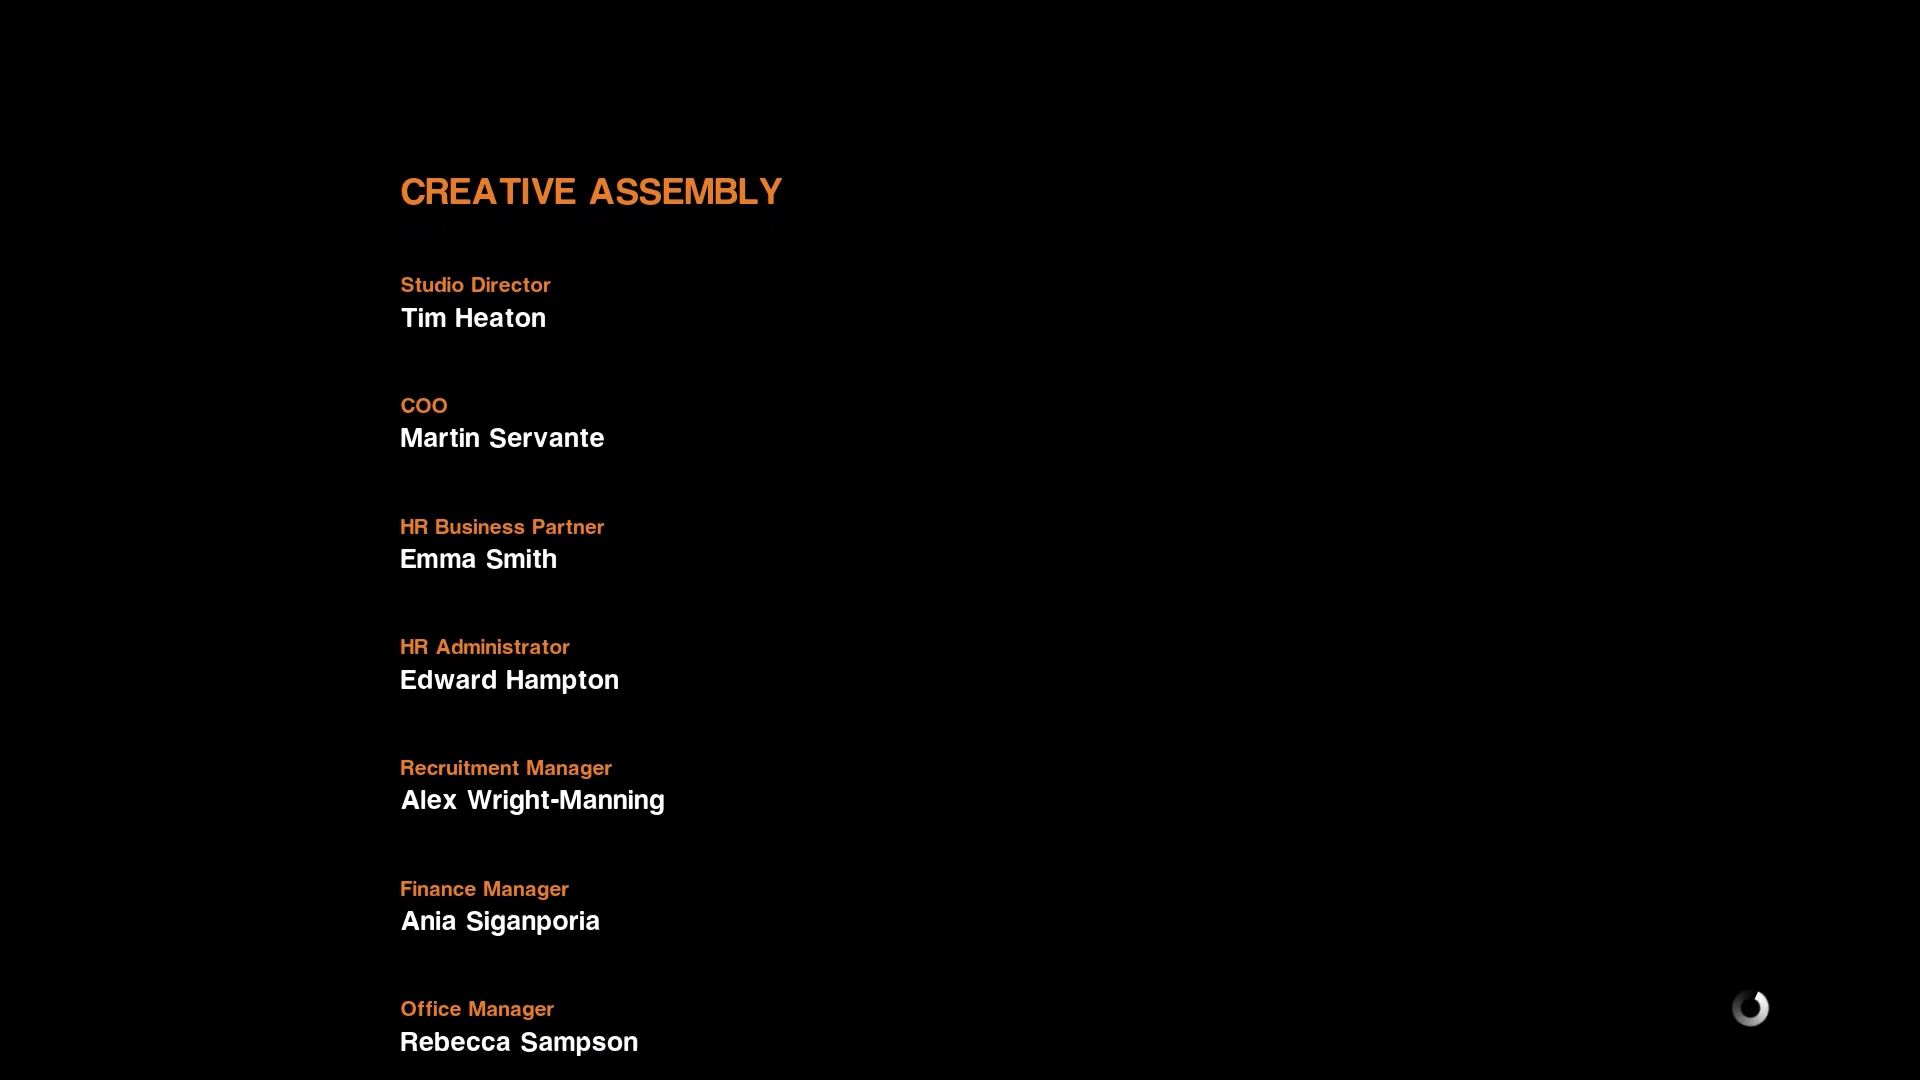 CREATIVE ASSEMBLY
Studio Director
Tim Heaton
COO
Martin Servante
HR Business Partner
Emma Smith
HR Administrator
Edward Hampton
Recruitment Manager
Alex Wright-Manning
Finance Manager
Ania Siganporia
Office Manager
Rebecca Sampson